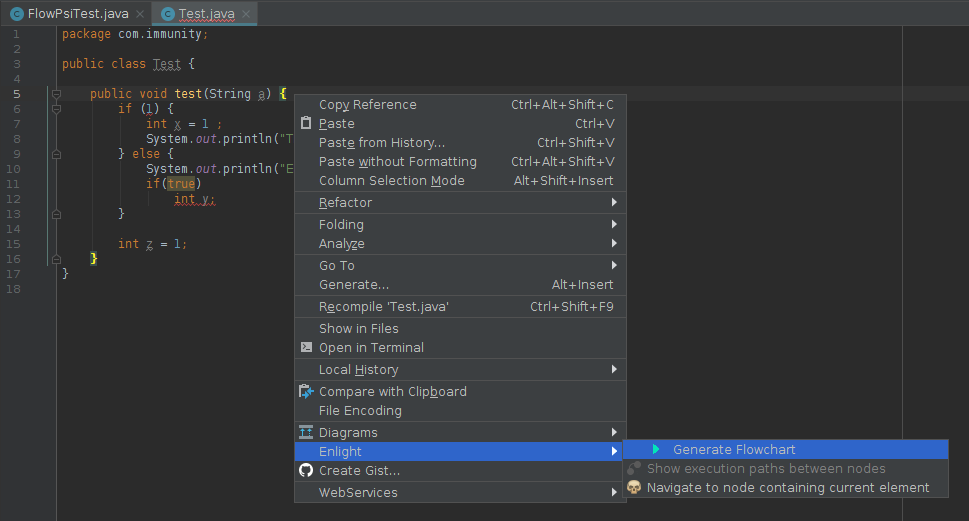 FlowPsiTest.java × Test.java ×
1 package com.immunity;
2
3 public class Test {
4
5 public void test(String a) {
6 if (l) {
7 int x = 1 ;
8 System.out.println("T
9 } else {
10 System.out.println("E
11 if(true)
12 int y;
13 }
14
15 int z = 1;
16 }
17 }
18
Copy Reference Ctrl+Alt+Shift+C
Paste Ctrl+V
Paste from History... Ctrl+Shift+V
Paste without Formatting Ctrl+Alt+Shift+V
Column Selection Mode Alt+Shift+Insert
Refactor
Folding
Analyze
Go To
Generate... Alt+Insert
Recompile 'Test.java' Ctrl+Shift+F9
Show in Files
Open in Terminal
Local History
Compare with Clipboard
File Encoding
Diagrams
Enlight
Create Gist...
WebServices
Generate Flowchart
Show execution paths between nodes
Navigate to node containing current element